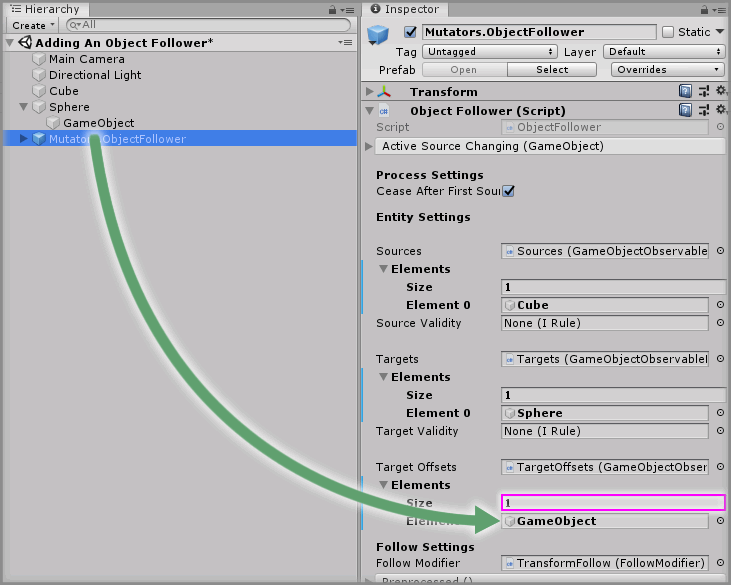 Hierarchy
Create
All
Adding An Object Follower*
Main Camera
Directional Light
Cube
Sphere
GameObject
Mutators.ObjectFollower
Inspector
Mutators.ObjectFollower
Static
Tag Untagged Layer Default
Prefab Open Select Overrides
Transform
Object Follower (Script)
Script ObjectFollower
Active Source Changing (GameObject)
Process Settings
Cease After First Sour
Entity Settings
Sources Sources (GameObjectObservable
Elements
Size 1
Element 0 Cube
Source Validity None (I Rule)
Targets Targets (GameObjectObservableL
Elements
Size 1
Element 0 Sphere
Target Validity None (I Rule)
Target Offsets TargetOffsets (GameObjectObser
Elements
Size 1
Element GameObject
Follow Settings
Follow Modifier TransformFollow (FollowModifier)
Preprocessed ()